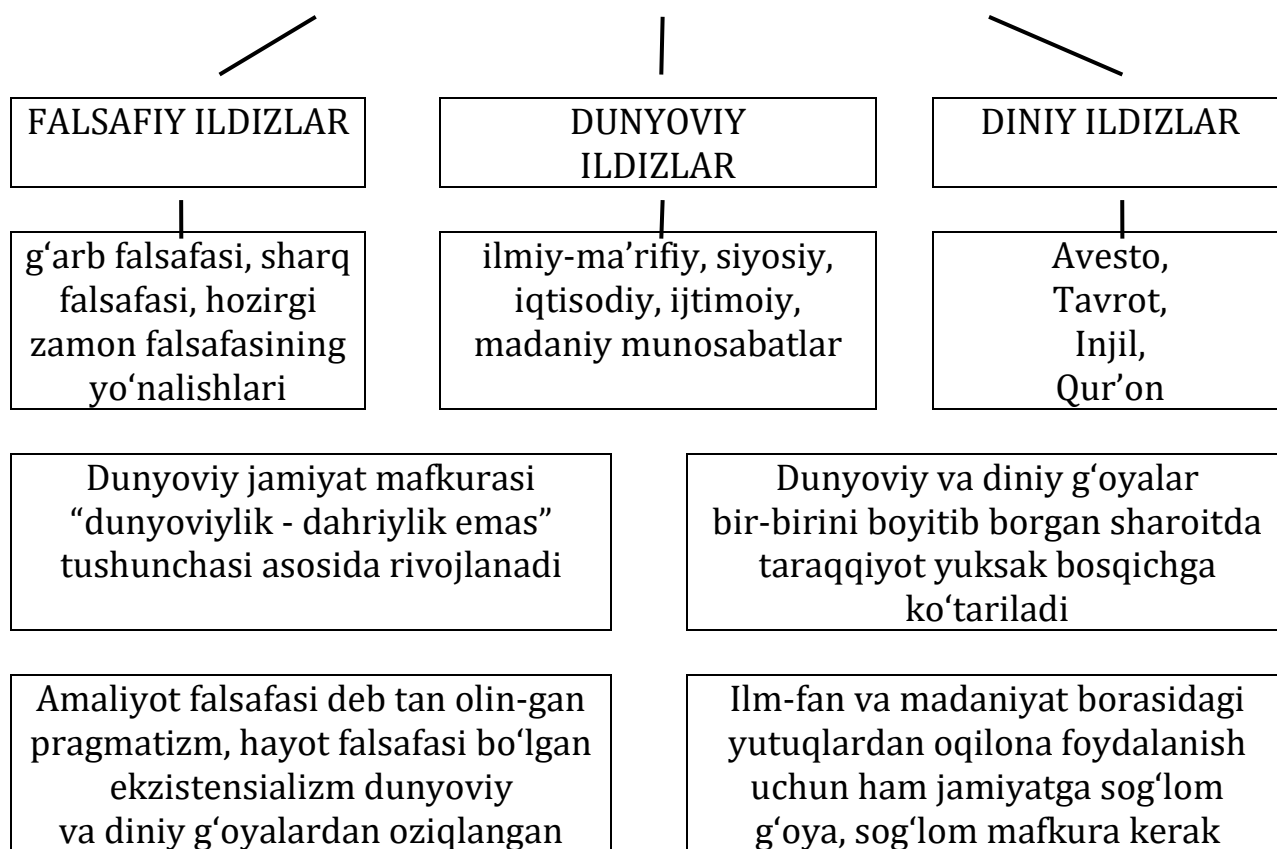 FALSAFIY ILDIZLAR
DUNYOVIY
ILDIZLAR
DINIY ILDIZLAR
g‘arb falsafasi, sharq
falsafasi, hozirgi
zamon falsafasining
yo‘nalishlari
ilmiy-ma’rifiy, siyosiy,
iqtisodiy, ijtimoiy,
madaniy munosabatlar
Avesto,
Tavrot,
Injil,
Qur’on
Dunyoviy jamiyat mafkurasi
“dunyoviylik - dahriylik emas”
tushunchasi asosida rivojlanadi
Dunyoviy va diniy g‘oyalar
bir-birini boyitib borgan sharoitda
taraqqiyot yuksak bosqichga
ko‘tariladi
Amaliyot falsafasi deb tan olin-gan
pragmatizm, hayot falsafasi bo‘lgan
ekzistensializm dunyoviy
va diniy g‘oyalardan oziqlangan
Ilm-fan va madaniyat borasidagi
yutuqlardan oqilona foydalanish
uchun ham jamiyatga sog‘lom
g‘oya, sog‘lom mafkura kerak